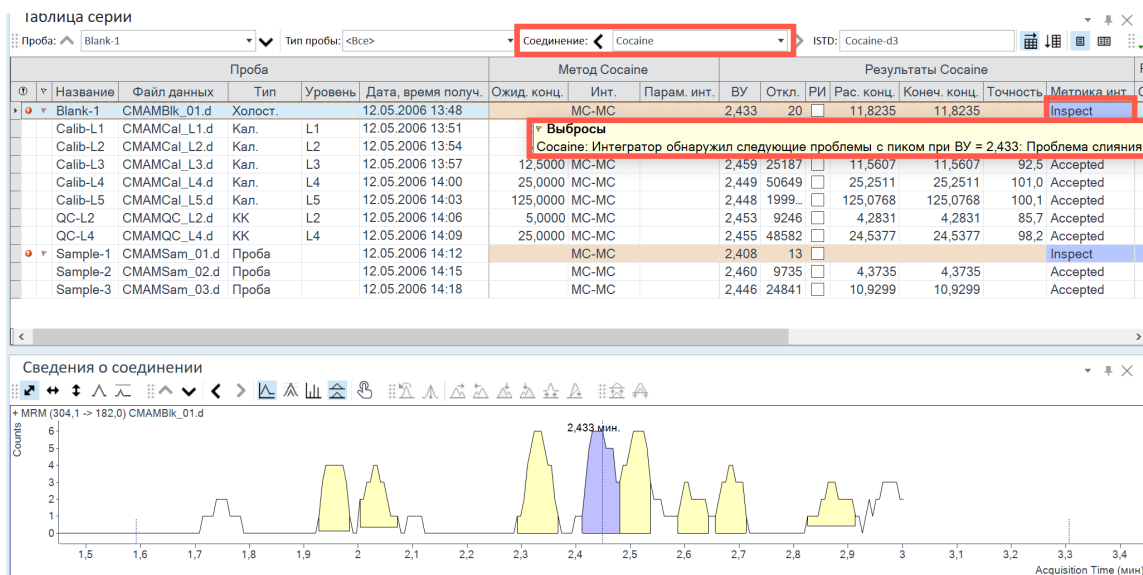 Таблица серии
Проба: Blank-1 Тип пробы: <Все> Соединение: Cocaine ISTD: Cocaine-d3
Проба Метод Cocaine Результаты Cocaine
Название Файл данных Тип Уровень Дата, время получ. Ожид. конц. Инт. Парам. инт. ВУ Откл. РИ Рас. конц. Конеч. конц. Точность Метрика инт.
Blank-1 CMAMBlk_01.d Холост. 12.05.2006 13:48 МС-МС 2,433 20 11,8235 11,8235 Inspect
Calib-L1 CMAMCal_L1.d Кал. L1 12.05.2006 13:51
Выбросы
Calib-L2 CMAMCal_L2.d Кал. L2 12.05.2006 13:54
Cocaine: Интегратор обнаружил следующие проблемы с пиком при ВУ = 2,433: Проблема слияния
Calib-L3 CMAMCal_L3.d Кал. L3 12.05.2006 13:57 12,5000 МС-МС 2,459 25187 11,5607 11,5607 92,5 Accepted
Calib-L4 CMAMCal_L4.d Кал. L4 12.05.2006 14:00 25,0000 МС-МС 2,449 50649 25,2511 25,2511 101,0 Accepted
Calib-L5 CMAMCal_L5.d Кал. L5 12.05.2006 14:03 125,0000 МС-МС 2,448 1999... 125,0768 125,0768 100,1 Accepted
QC-L2 CMAMQC_L2.d КК L2 12.05.2006 14:06 5,0000 МС-МС 2,453 9246 4,2831 4,2831 85,7 Accepted
QC-L4 CMAMQC_L4.d КК L4 12.05.2006 14:09 25,0000 МС-МС 2,455 48582 24,5377 24,5377 98,2 Accepted
Sample-1 CMAMSam_01.d Проба 12.05.2006 14:12 МС-МС 2,408 13 Inspect
Sample-2 CMAMSam_02.d Проба 12.05.2006 14:15 МС-МС 2,460 9735 4,3735 4,3735 Accepted
Sample-3 CMAMSam_03.d Проба 12.05.2006 14:18 МС-МС 2,446 24841 10,9299 10,9299 Accepted
Сведения о соединении
+ MRM (304,1 -> 182,0) CMAMBlk_01.d
Counts
2,433 мин.
6
5
4
3
2
1
0
1,5 1,6 1,7 1,8 1,9 2 2,1 2,2 2,3 2,4 2,5 2,6 2,7 2,8 2,9 3 3,1 3,2 3,3 3,4
Acquisition Time (мин)